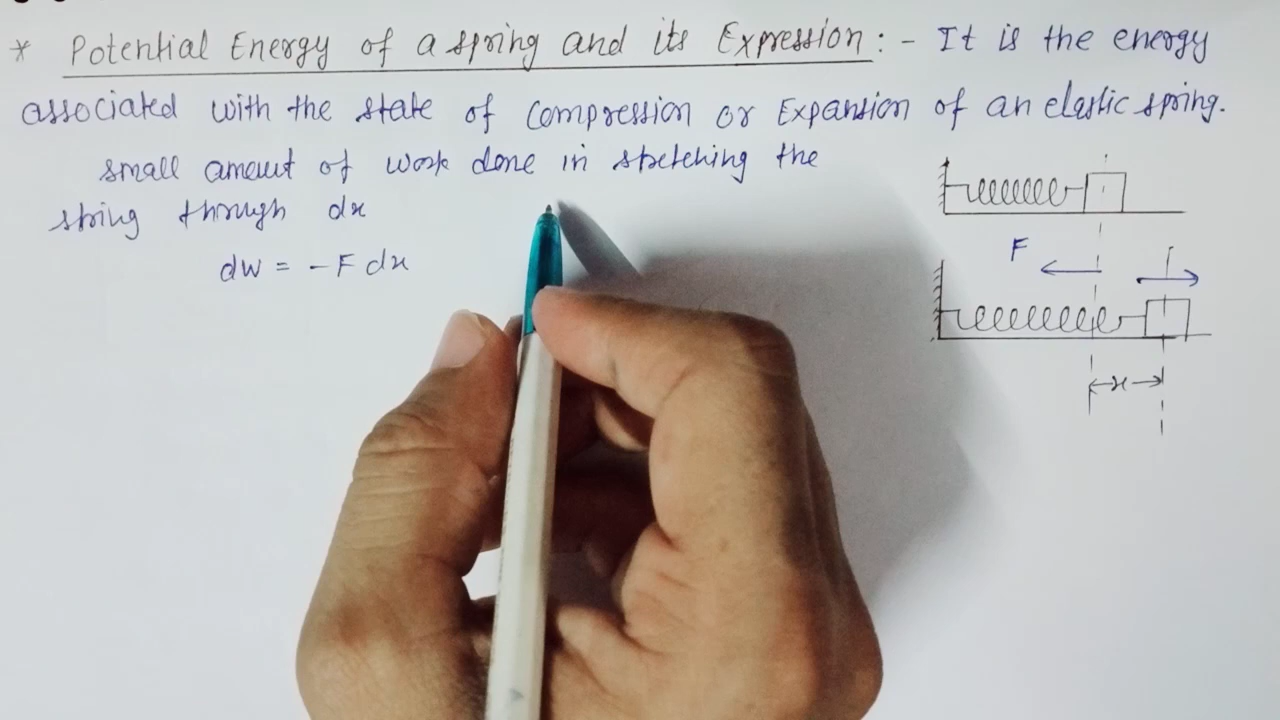 * Potential Energy of a spring and its Expression : - It is the energy
associated with the state of compression or Expansion of an elastic spring.
small amount of work done in stretching the
string through dx
dw = - F dx
F
x